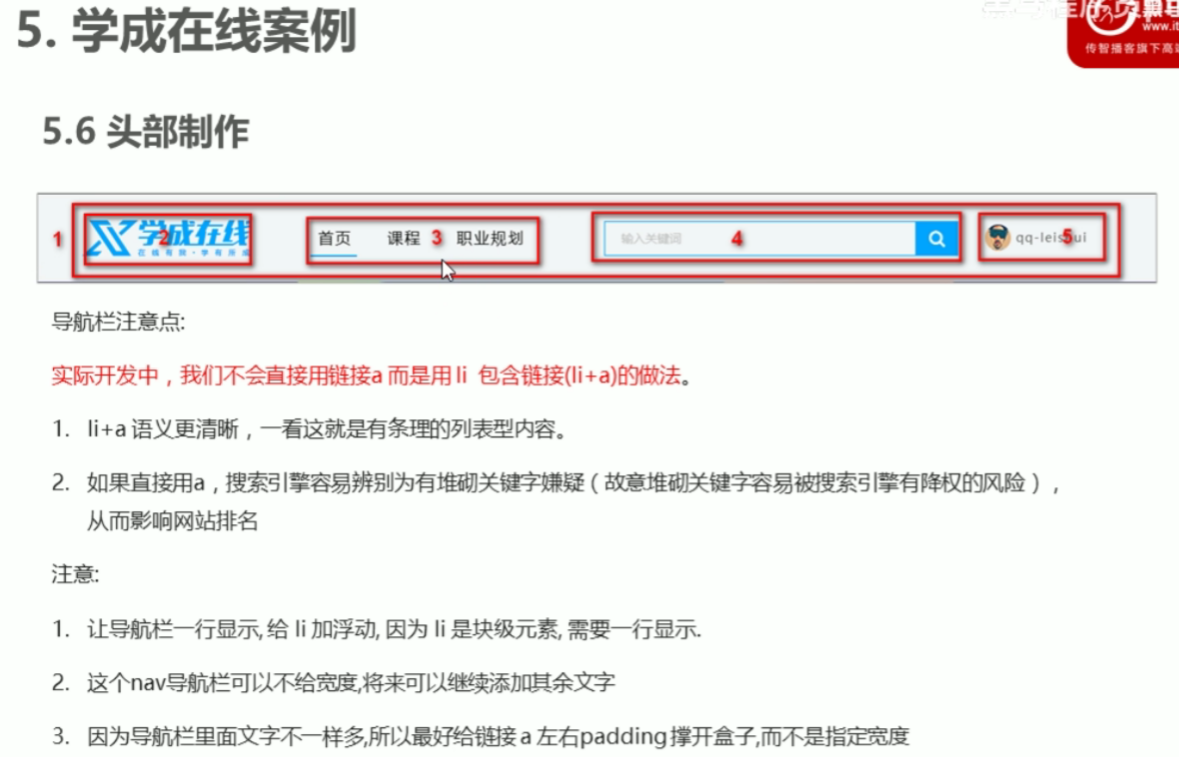 5. 学成在线案例
www.it
传智播客旗下高端
5.6 头部制作
1 学成在线 2 首页 课程 3 职业规划 输入关键词 4 5
在线有限·学有所成
导航栏注意点:
实际开发中，我们不会直接用链接a 而是用 li 包含链接(li+a)的做法。
1. li+a 语义更清晰，一看这就是有条理的列表型内容。
2. 如果直接用a，搜索引擎容易辨别为有堆砌关键字嫌疑（故意堆砌关键字容易被搜索引擎有降权的风险），
从而影响网站排名
注意:
1. 让导航栏一行显示, 给 li 加浮动, 因为 li 是块级元素, 需要一行显示.
2. 这个nav导航栏可以不给宽度,将来可以继续添加其余文字
3. 因为导航栏里面文字不一样多,所以最好给链接 a 左右padding 撑开盒子,而不是指定宽度